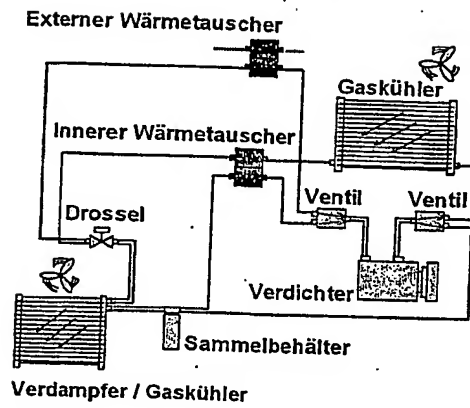 Externer Wärmetauscher
Gaskühler
Innerer Wärmetauscher
Ventil
Ventil
Drossel
Verdichter
Sammelbehälter
Verdampfer / Gaskühler